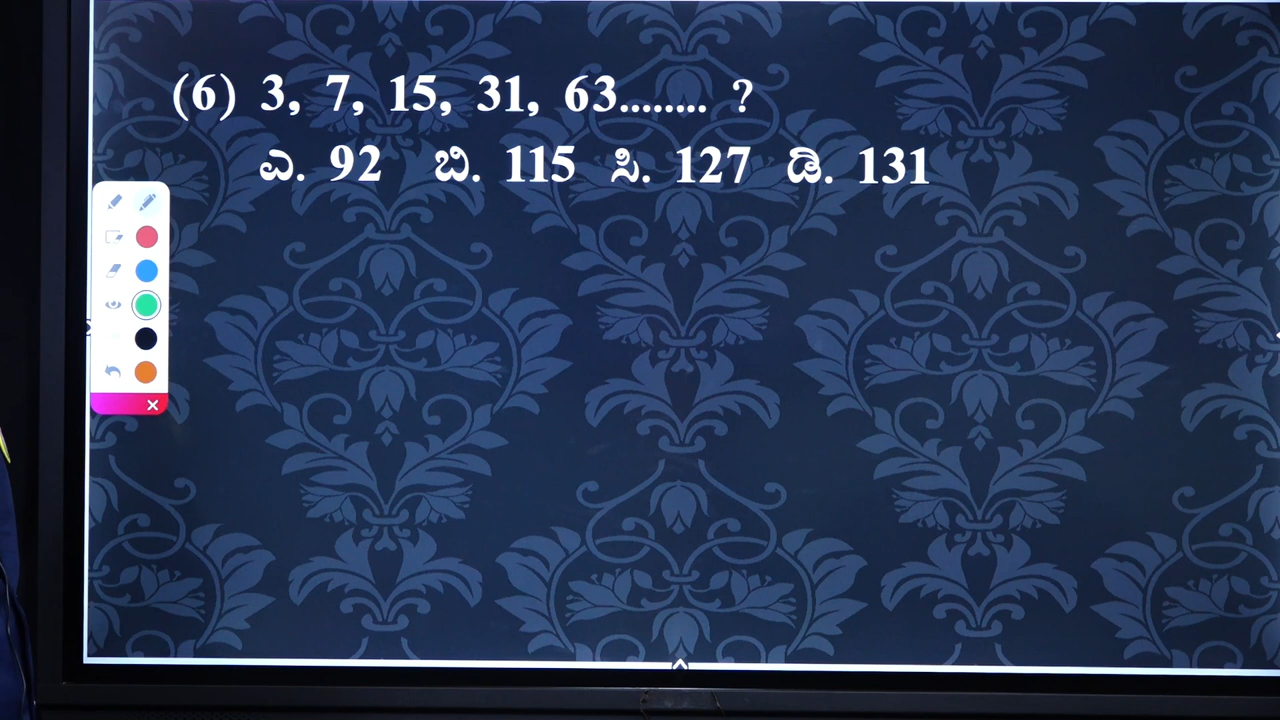 (6) 3, 7, 15, 31, 63........ ?
ಎ. 92 ಬಿ. 115 ಸಿ. 127 ಡಿ. 131